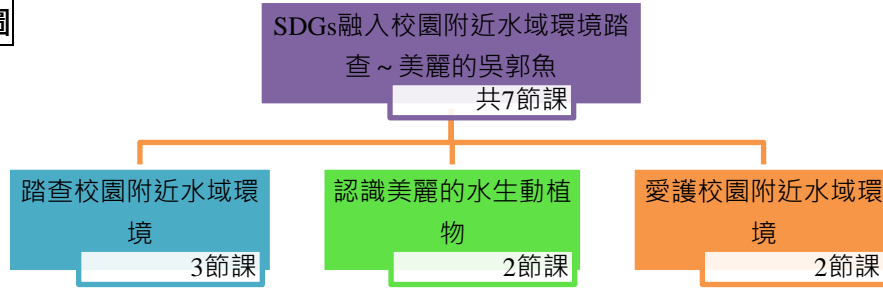 圖
SDGs融入校園附近水域環境踏
查~美麗的吳郭魚
共7節課
踏查校園附近水域環
境
3節課
認識美麗的水生動植
物
2節課
愛護校園附近水域環
境
2節課